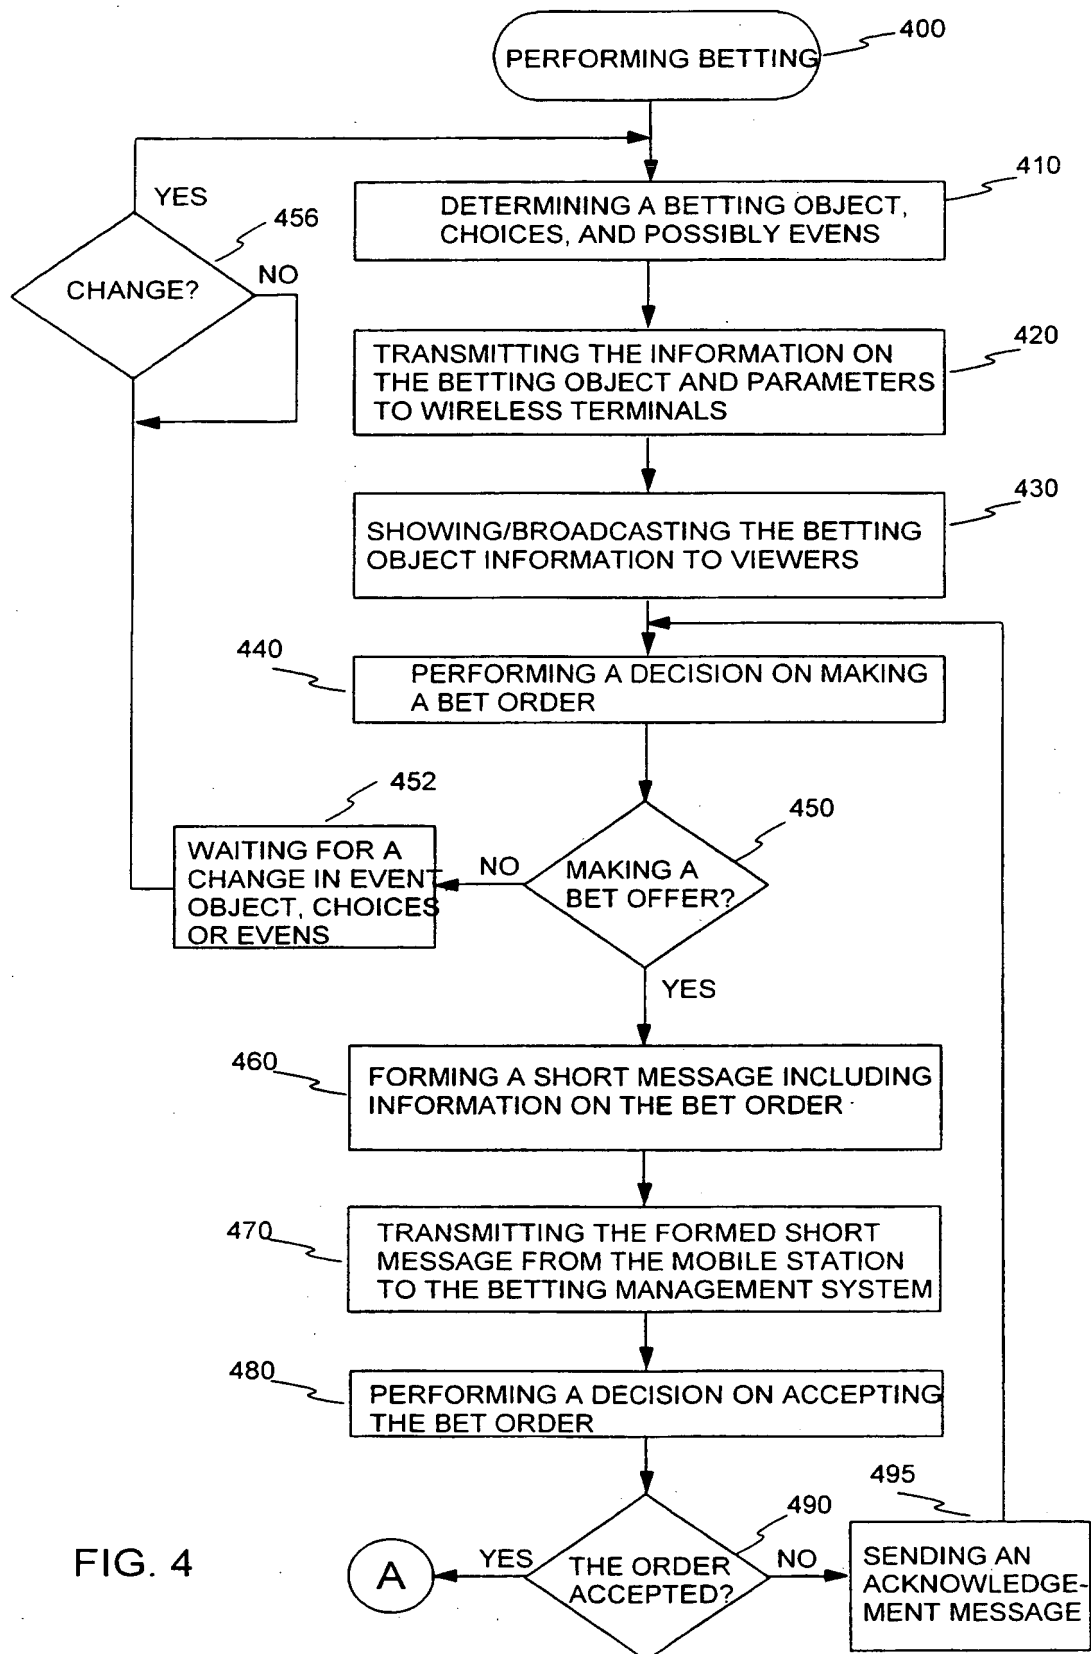 400
PERFORMING BETTING
YES
410
DETERMINING A BETTING OBJECT,
CHOICES, AND POSSIBLY EVENS
456
CHANGE?
NO
420
TRANSMITTING THE INFORMATION ON
THE BETTING OBJECT AND PARAMETERS
TO WIRELESS TERMINALS
430
SHOWING/BROADCASTING THE BETTING
OBJECT INFORMATION TO VIEWERS
440
PERFORMING A DECISION ON MAKING
A BET ORDER
452
WAITING FOR A
CHANGE IN EVENT
OBJECT, CHOICES
OR EVENS
NO
450
MAKING A
BET OFFER?
YES
460
FORMING A SHORT MESSAGE INCLUDING
INFORMATION ON THE BET ORDER
470
TRANSMITTING THE FORMED SHORT
MESSAGE FROM THE MOBILE STATION
TO THE BETTING MANAGEMENT SYSTEM
480
PERFORMING A DECISION ON ACCEPTING
THE BET ORDER
490
495
FIG. 4
A
YES
THE ORDER
ACCEPTED?
NO
SENDING AN
ACKNOWLEDGE-
MENT MESSAGE